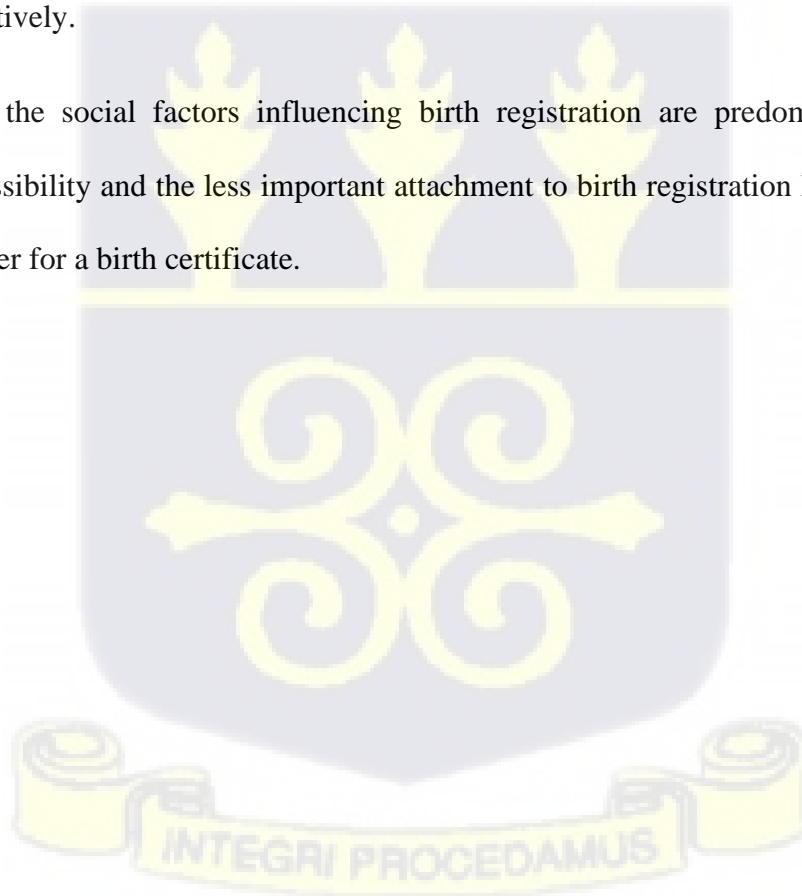 tively.
the social factors influencing birth registration are predon
ssibility and the less important attachment to birth registration
er for a birth certificate.
INTEGRI PROCEDAMUS